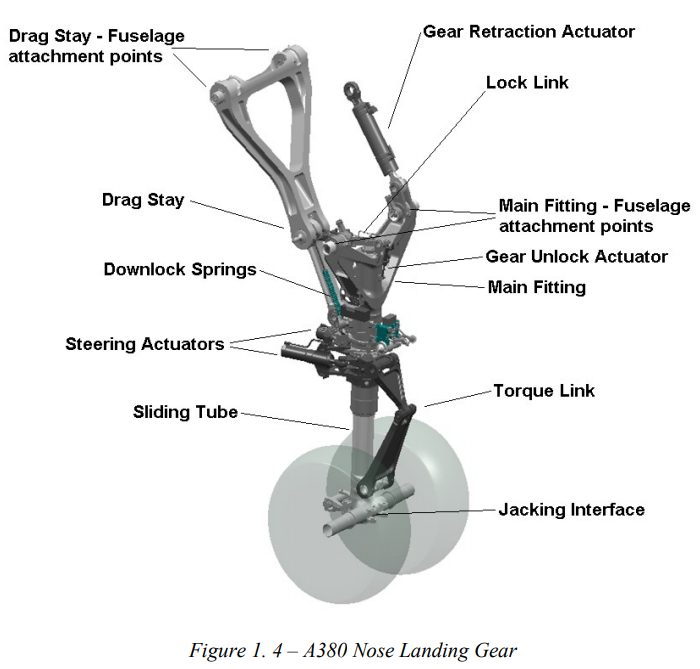 Drag Stay - Fuselage
attachment points
Gear Retraction Actuator
Lock Link
Drag Stay
Main Fitting - Fuselage
attachment points
Gear Unlock Actuator
Downlock Springs
Main Fitting
Steering Actuators
Torque Link
Sliding Tube
Jacking Interface
Figure 1. 4 – A380 Nose Landing Gear